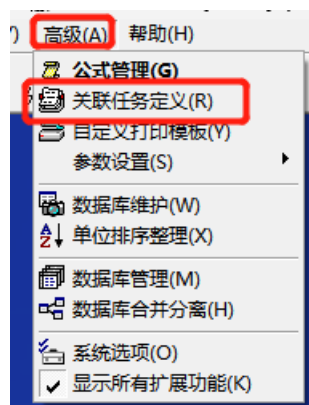 ) 高级(A) 帮助(H)
公式管理(G)
关联任务定义(R)
自定义打印模板(Y)
参数设置(S)
数据库维护(W)
单位排序整理(X)
数据库管理(M)
数据库合并分离(H)
系统选项(O)
显示所有扩展功能(K)